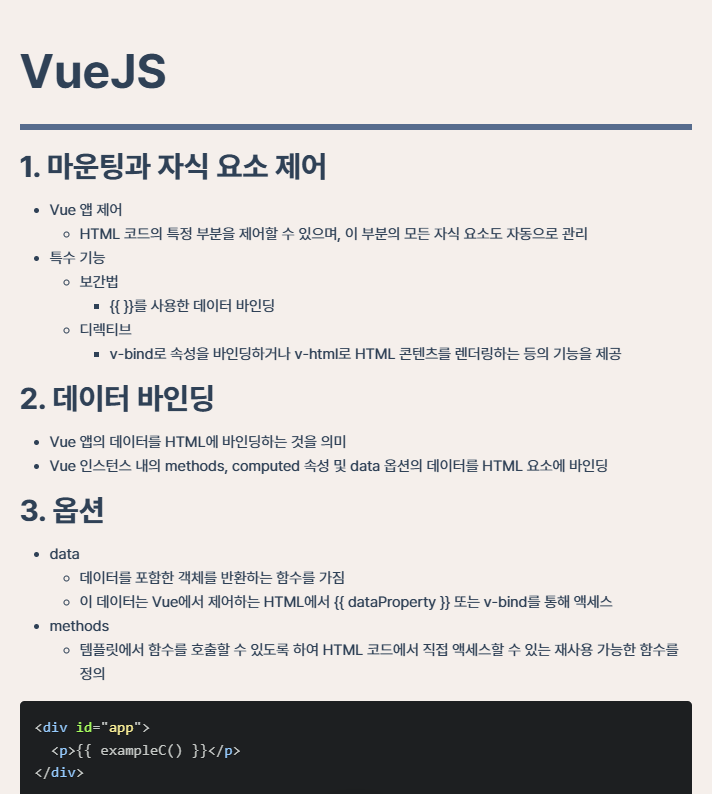 VueJS
1. 마운팅과 자식 요소 제어
Vue 앱 제어
HTML 코드의 특정 부분을 제어할 수 있으며, 이 부분의 모든 자식 요소도 자동으로 관리
특수 기능
보간법
{{ }}를 사용한 데이터 바인딩
디렉티브
v-bind로 속성을 바인딩하거나 v-html로 HTML 콘텐츠를 렌더링하는 등의 기능을 제공
2. 데이터 바인딩
Vue 앱의 데이터를 HTML에 바인딩하는 것을 의미
Vue 인스턴스 내의 methods, computed 속성 및 data 옵션의 데이터를 HTML 요소에 바인딩
3. 옵션
data
데이터를 포함한 객체를 반환하는 함수를 가짐
이 데이터는 Vue에서 제어하는 HTML에서 {{ dataProperty }} 또는 v-bind를 통해 액세스
methods
템플릿에서 함수를 호출할 수 있도록 하여 HTML 코드에서 직접 액세스할 수 있는 재사용 가능한 함수를
정의
<div id="app">
  <p>{{ exampleC() }}</p>
</div>